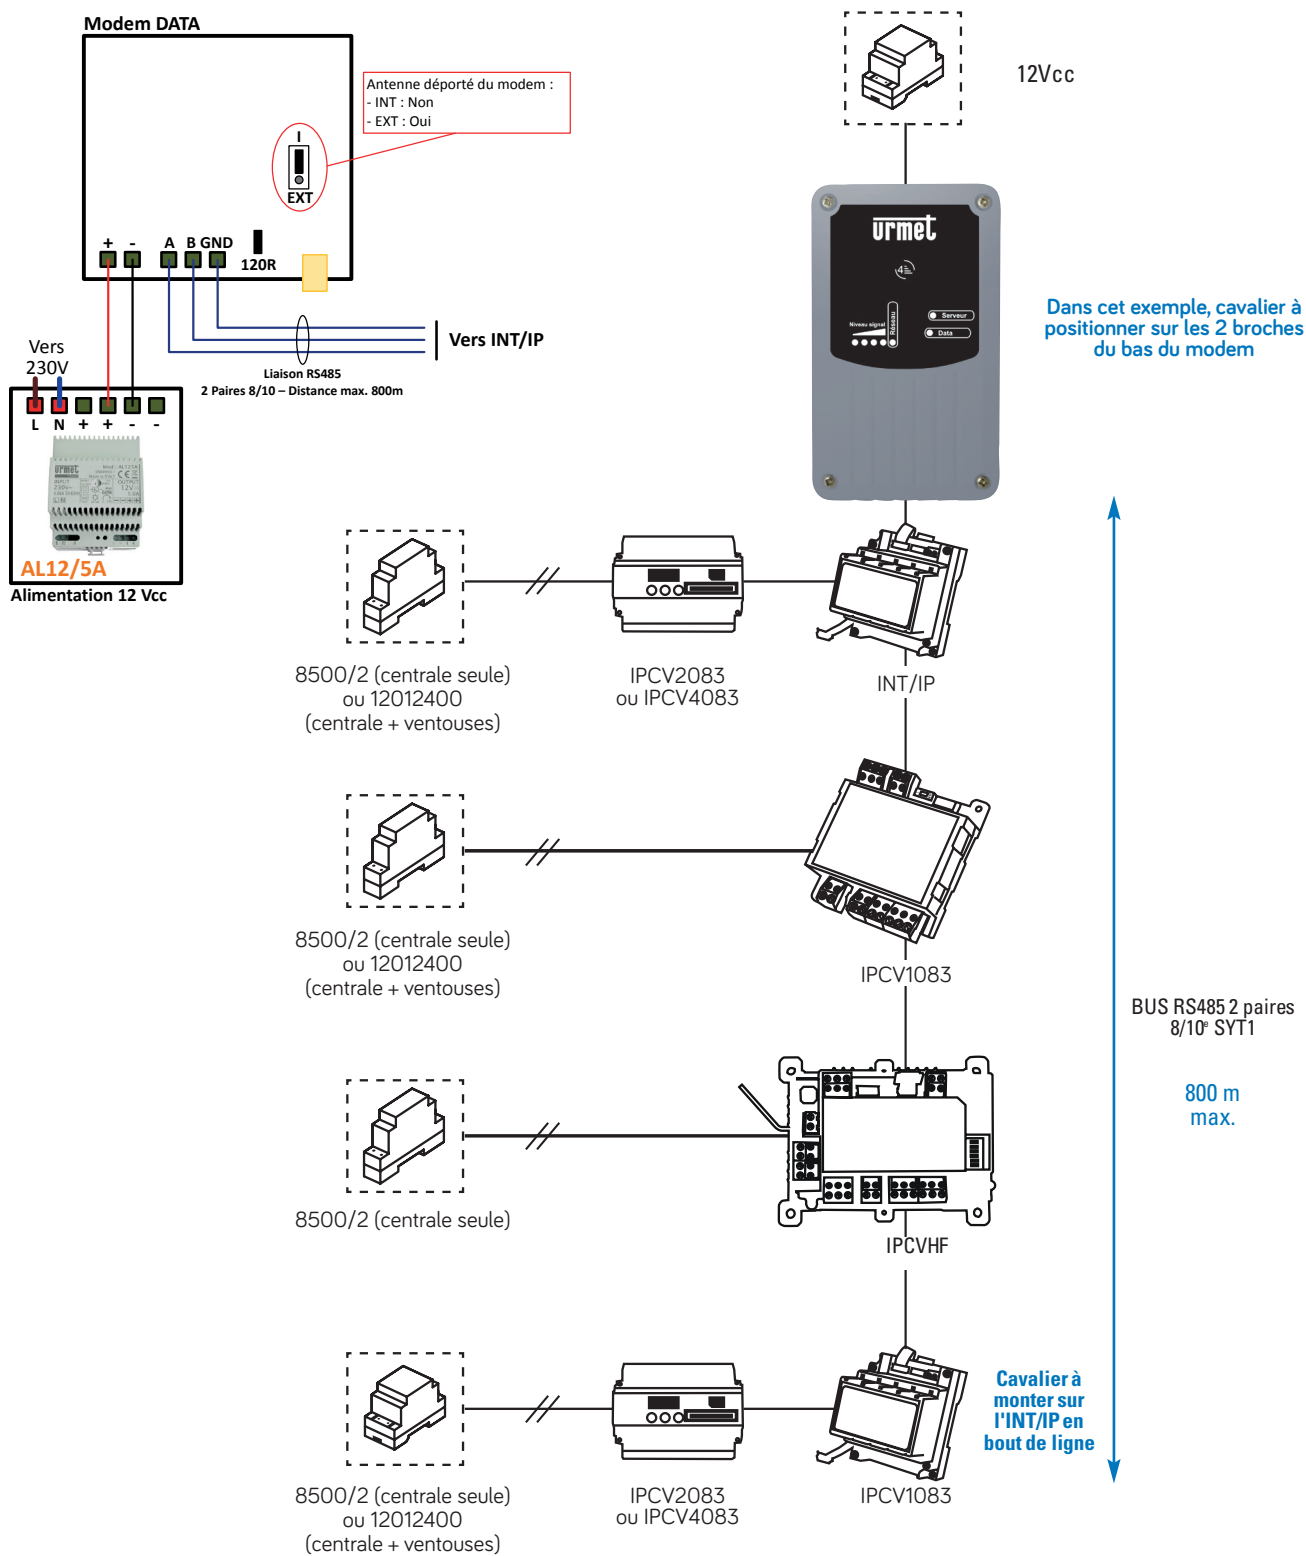 Modem DATA
Antenne déporté du modem :
- INT : Non
- EXT : Oui
I
EXT
+ - A B GND
120R
Vers INT/IP
Liaison RS485
2 Paires 8/10 – Distance max. 800m
Vers
230V
L N + + - -
urmet
AL12/5A
Alimentation 12 Vcc
12Vcc
urmet
4
Niveau signal
Réseau
Serveur
Data
Dans cet exemple, cavalier à
positionner sur les 2 broches
du bas du modem
8500/2 (centrale seule)
ou 12012400
(centrale + ventouses)
IPCV2083
ou IPCV4083
INT/IP
8500/2 (centrale seule)
ou 12012400
(centrale + ventouses)
IPCV1083
BUS RS485 2 paires
8/10e SYT1
800 m
max.
8500/2 (centrale seule)
IPCVHF
Cavalier à
monter sur
l'INT/IP en
bout de ligne
8500/2 (centrale seule)
ou 12012400
(centrale + ventouses)
IPCV2083
ou IPCV4083
IPCV1083